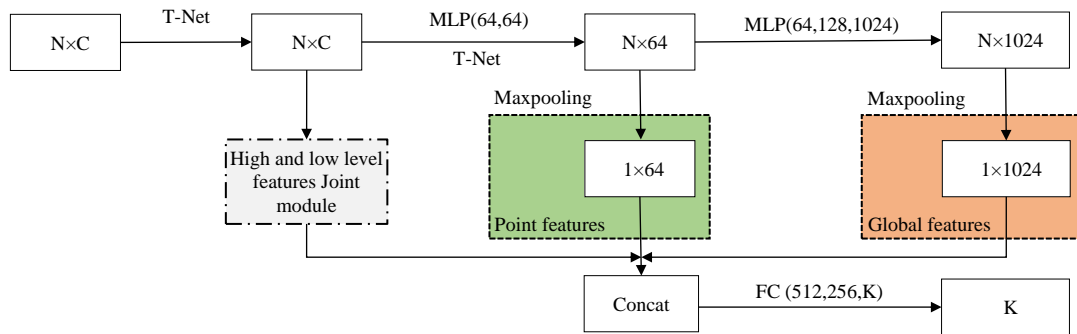 T-Net
MLP(64,64)
MLP(64,128,1024)
N×C
N×C
N×64
N×1024
T-Net
Maxpooling
Maxpooling
High and low level
features Joint
module
1×64
1×1024
Point features
Global features
Concat
FC (512,256,K)
K